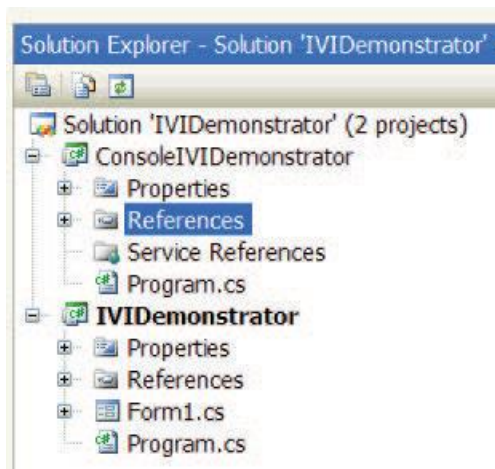 Solution Explorer - Solution 'IVIDemonstrator'
Solution 'IVIDemonstrator' (2 projects)
ConsoleIVIDemonstrator
Properties
References
Service References
Program.cs
IVIDemonstrator
Properties
References
Form1.cs
Program.cs